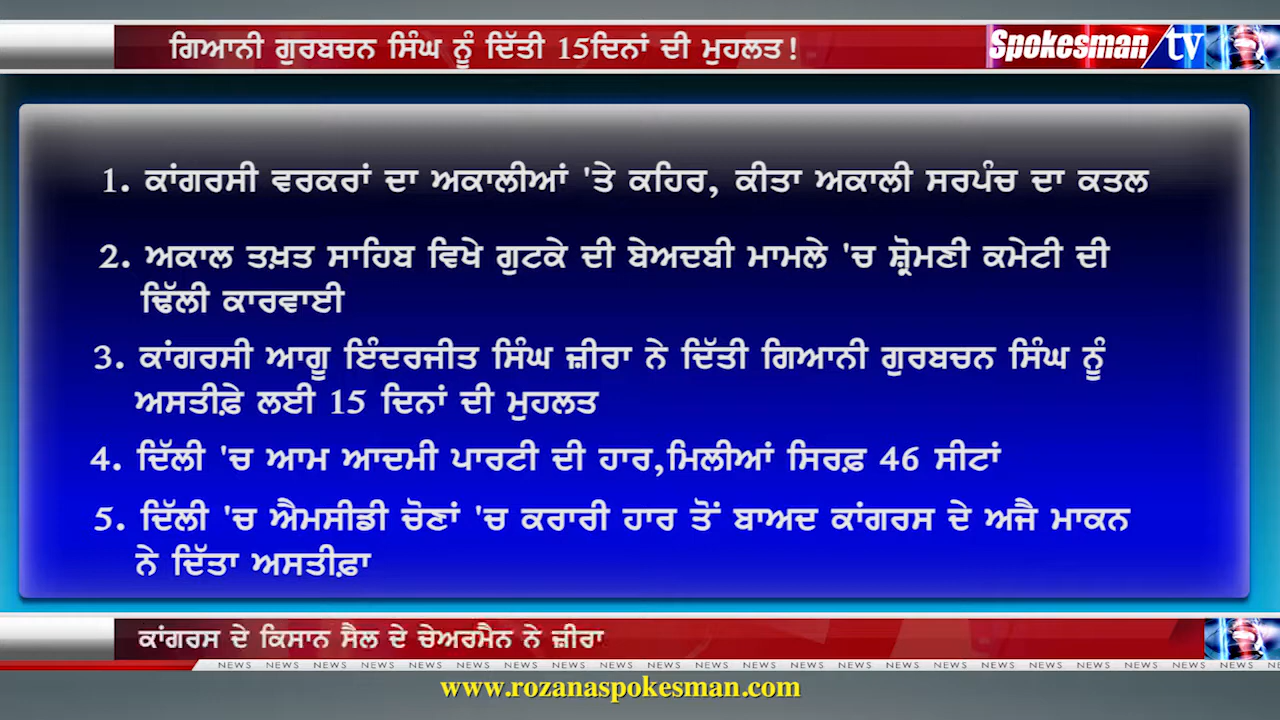 ਗਿਆਨੀ ਗੁਰਬਚਨ ਸਿੰਘ ਨੂੰ ਦਿੱਤੀ 15ਦਿਨਾਂ ਦੀ ਮੁਹਲਤ!
Spokesman tv
1. ਕਾਂਗਰਸੀ ਵਰਕਰਾਂ ਦਾ ਅਕਾਲੀਆਂ 'ਤੇ ਕਹਿਰ, ਕੀਤਾ ਅਕਾਲੀ ਸਰਪੰਚ ਦਾ ਕਤਲ
2. ਅਕਾਲ ਤਖ਼ਤ ਸਾਹਿਬ ਵਿਖੇ ਗੁਟਕੇ ਦੀ ਬੇਅਦਬੀ ਮਾਮਲੇ 'ਚ ਸ਼੍ਰੋਮਣੀ ਕਮੇਟੀ ਦੀ
ਢਿੱਲੀ ਕਾਰਵਾਈ
3. ਕਾਂਗਰਸੀ ਆਗੂ ਇੰਦਰਜੀਤ ਸਿੰਘ ਜ਼ੀਰਾ ਨੇ ਦਿੱਤੀ ਗਿਆਨੀ ਗੁਰਬਚਨ ਸਿੰਘ ਨੂੰ
ਅਸਤੀਫ਼ੇ ਲਈ 15 ਦਿਨਾਂ ਦੀ ਮੁਹਲਤ
4. ਦਿੱਲੀ 'ਚ ਆਮ ਆਦਮੀ ਪਾਰਟੀ ਦੀ ਹਾਰ,ਮਿਲੀਆਂ ਸਿਰਫ਼ 46 ਸੀਟਾਂ
5. ਦਿੱਲੀ 'ਚ ਐਮਸੀਡੀ ਚੋਣਾਂ 'ਚ ਕਰਾਰੀ ਹਾਰ ਤੋਂ ਬਾਅਦ ਕਾਂਗਰਸ ਦੇ ਅਜੈ ਮਾਕਨ
ਨੇ ਦਿੱਤਾ ਅਸਤੀਫ਼ਾ
ਕਾਂਗਰਸ ਦੇ ਕਿਸਾਨ ਸੈਲ ਦੇ ਚੇਅਰਮੈਨ ਨੇ ਜ਼ੀਰਾ
NEWS NEWS NEWS NEWS NEWS NEWS NEWS NEWS NEWS NEWS NEWS NEWS NEWS NEWS NEWS NEWS NEWS NEWS NEWS NEWS NEWS NEWS
www.rozanaspokesman.com